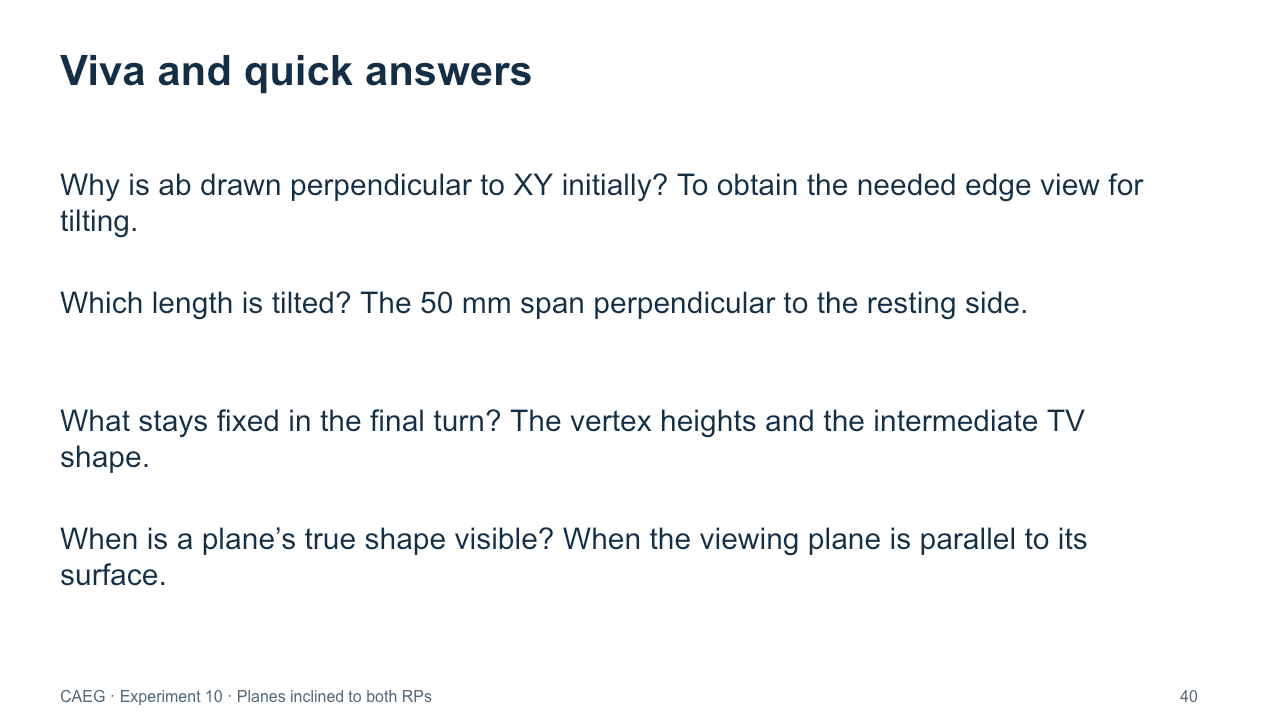 Viva and quick answers
Why is ab drawn perpendicular to XY initially? To obtain the needed edge view for
tilting.
Which length is tilted? The 50 mm span perpendicular to the resting side.
What stays fixed in the final turn? The vertex heights and the intermediate TV
shape.
When is a plane’s true shape visible? When the viewing plane is parallel to its
surface.
CAEG · Experiment 10 · Planes inclined to both RPs
40